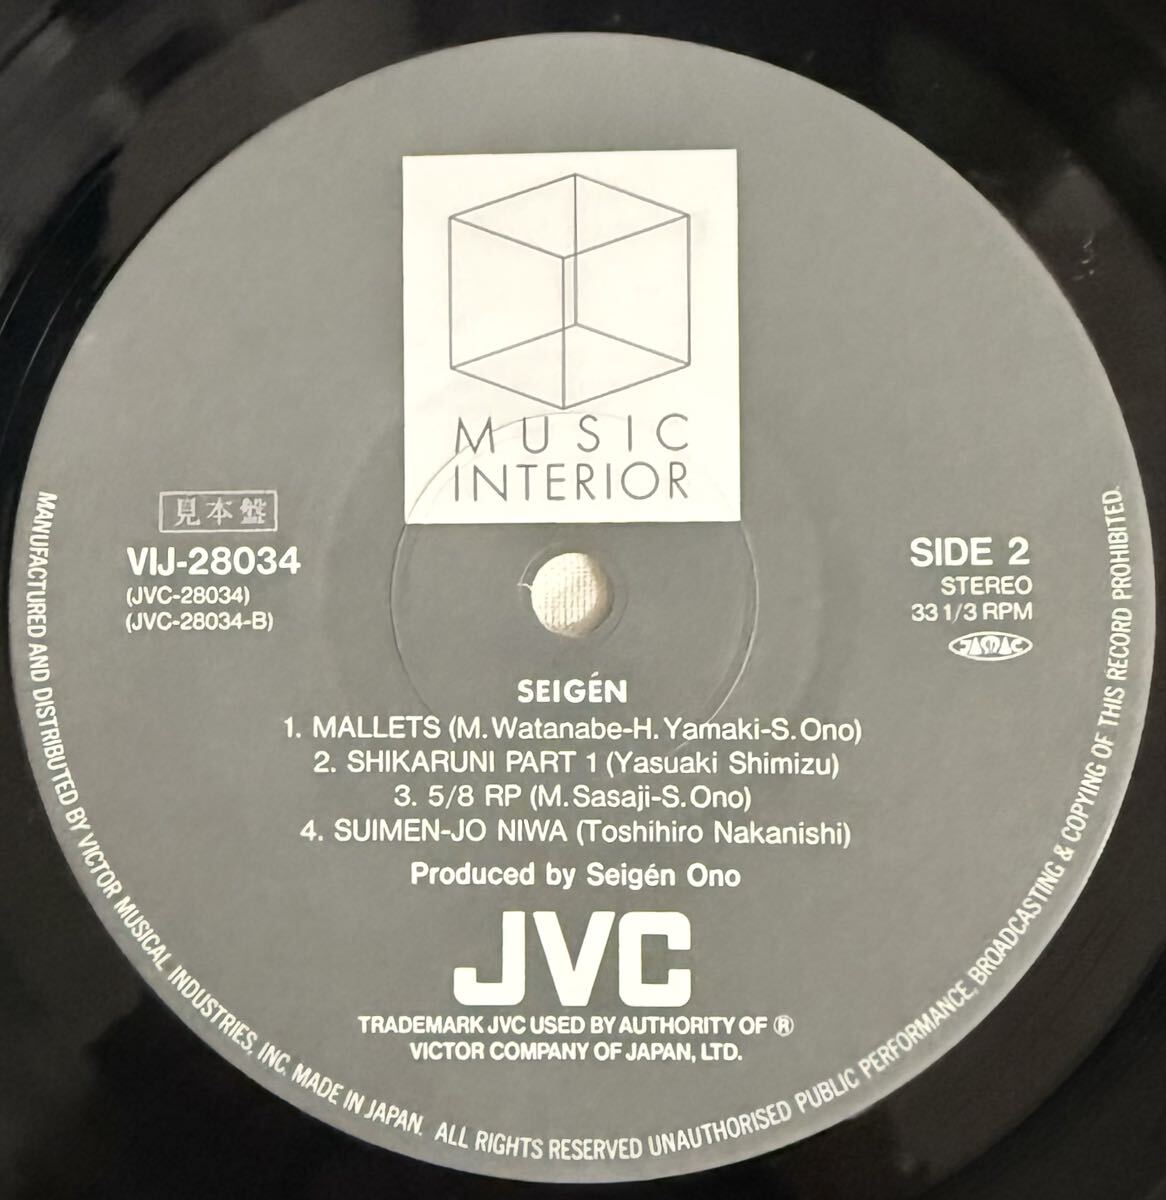 MUSIC
INTERIOR
見本盤
VIJ-28034
(JVC-28034)
(JVC-28034-B)
SIDE 2
STEREO
33 1/3 RPM
JASRAC
SEIGÉN
1. MALLETS (M. Watanabe-H. Yamaki-S. Ono)
2. SHIKARUNI PART 1 (Yasuaki Shimizu)
3. 5/8 RP (M. Sasaji-S. Ono)
4. SUIMEN-JO NIWA (Toshihiro Nakanishi)
Produced by Seigén Ono
JVC
TRADEMARK JVC USED BY AUTHORITY OF ®
VICTOR COMPANY OF JAPAN, LTD.
MANUFACTURED AND DISTRIBUTED BY VICTOR MUSICAL INDUSTRIES, INC. MADE IN JAPAN. ALL RIGHTS RESERVED UNAUTHORISED PUBLIC PERFORMANCE, BROADCASTING & COPYING OF THIS RECORD PROHIBITED.